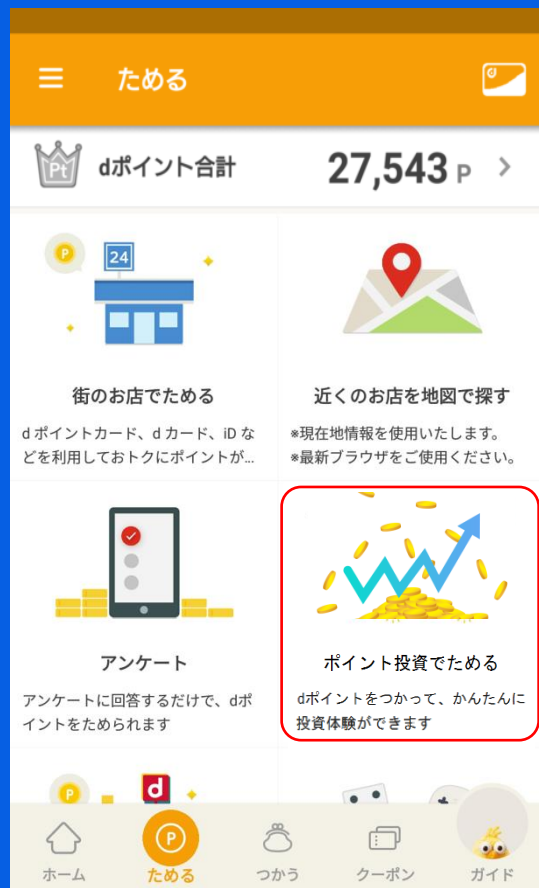 ためる
d
Pt
dポイント合計
27,543 P
P
24
街のお店でためる
dポイントカード、dカード、iDな
どを利用しておトクにポイントが...
近くのお店を地図で探す
※現在地情報を使用いたします。
※最新ブラウザをご使用ください。
アンケート
アンケートに回答するだけで、dポ
イントをためられます
ポイント投資でためる
dポイントをつかって、かんたんに
投資体験ができます
P
d
P
ホーム
ためる
つかう
クーポン
ガイド